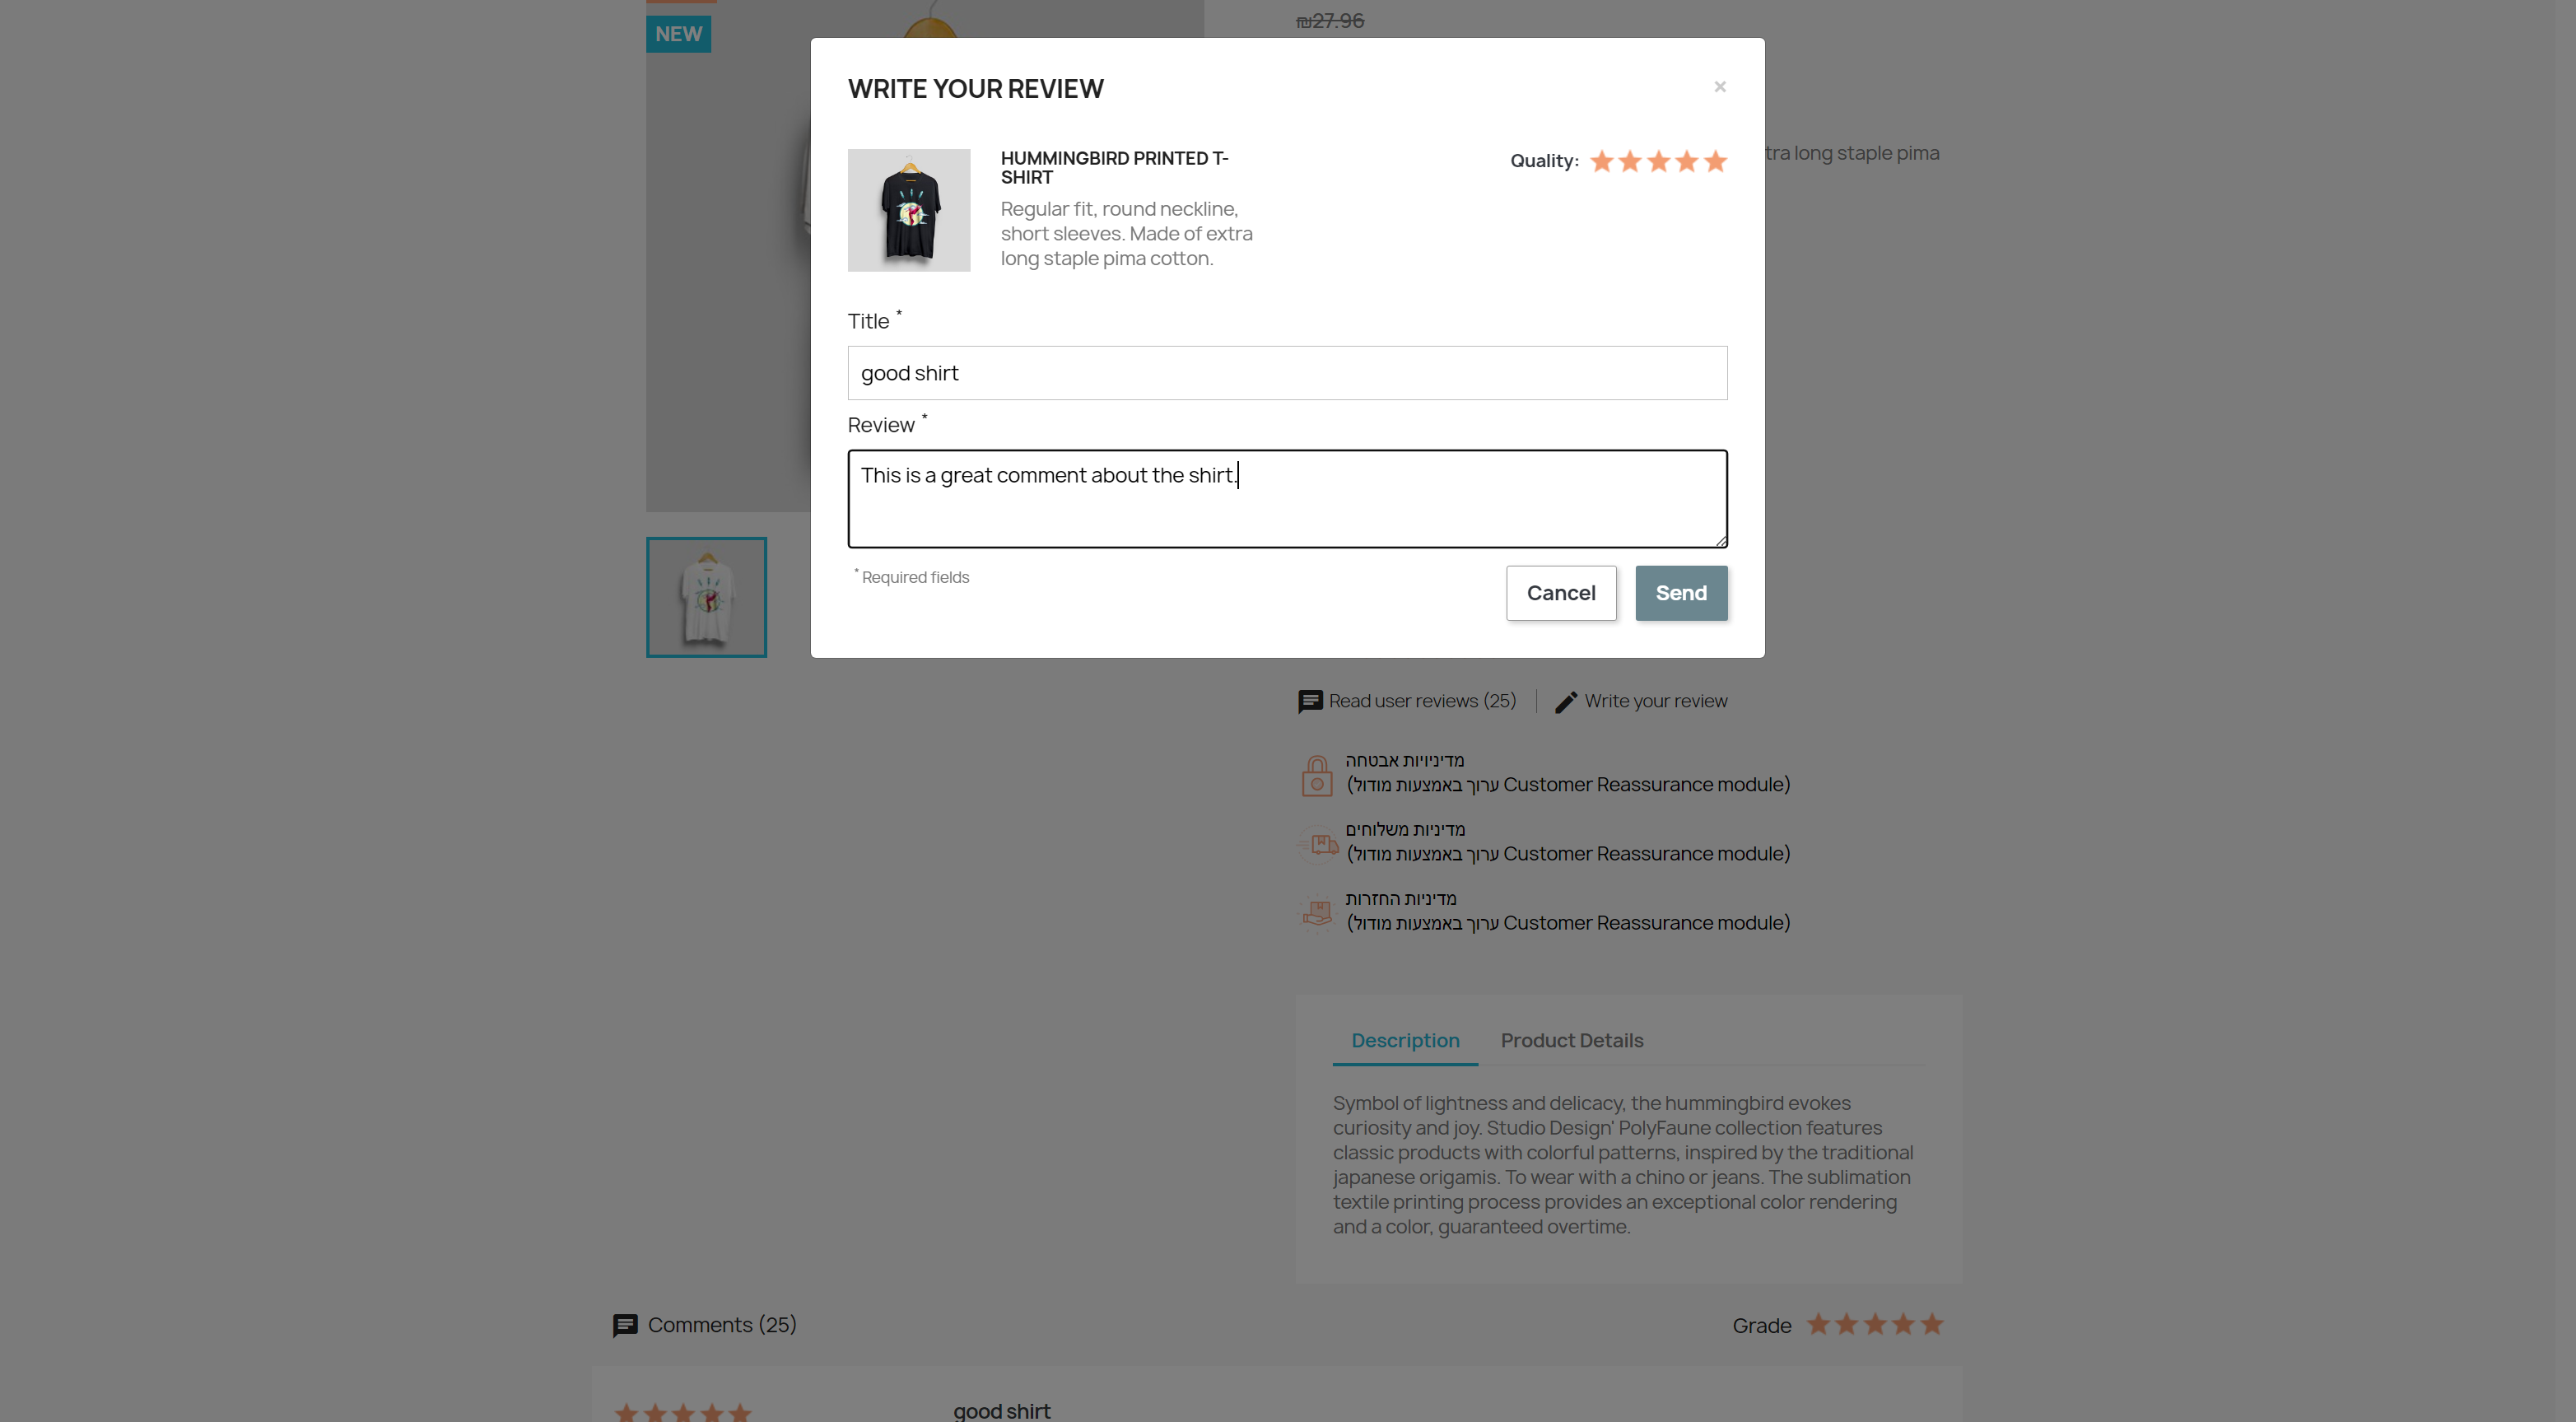 NEW
₪27.96
WRITE YOUR REVIEW
×
HUMMINGBIRD PRINTED T-
SHIRT
Regular fit, round neckline,
short sleeves. Made of extra
long staple pima cotton.
Quality:
tra long staple pima
Title *
good shirt
Review *
This is a great comment about the shirt.
* Required fields
Cancel
Send
Read user reviews (25)
Write your review
מדיניויות אבטחה
(ערוך באמצעות מודול Customer Reassurance module)
מדיניות משלוחים
(ערוך באמצעות מודול Customer Reassurance module)
מדיניות החזרות
(ערוך באמצעות מודול Customer Reassurance module)
Description
Product Details
Symbol of lightness and delicacy, the hummingbird evokes
curiosity and joy. Studio Design' PolyFaune collection features
classic products with colorful patterns, inspired by the traditional
japanese origamis. To wear with a chino or jeans. The sublimation
textile printing process provides an exceptional color rendering
and a color, guaranteed overtime.
Comments (25)
Grade
good shirt